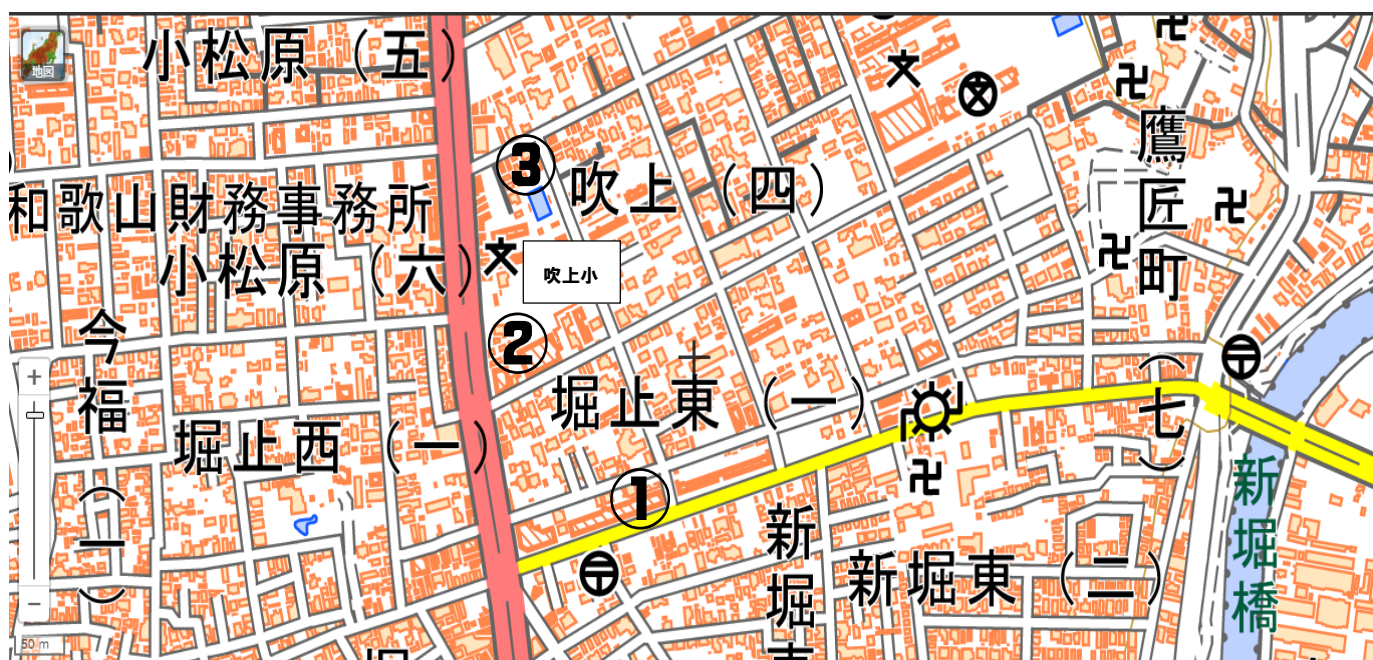 小松原（五）
地図
鷹匠町（七）
③
吹上（四）
和歌山財務事務所
小松原（六）
吹上小
②
今福（一）
堀止東（一）
堀止西（一）
①
新堀東
新堀東（二）
新堀橋
50 m